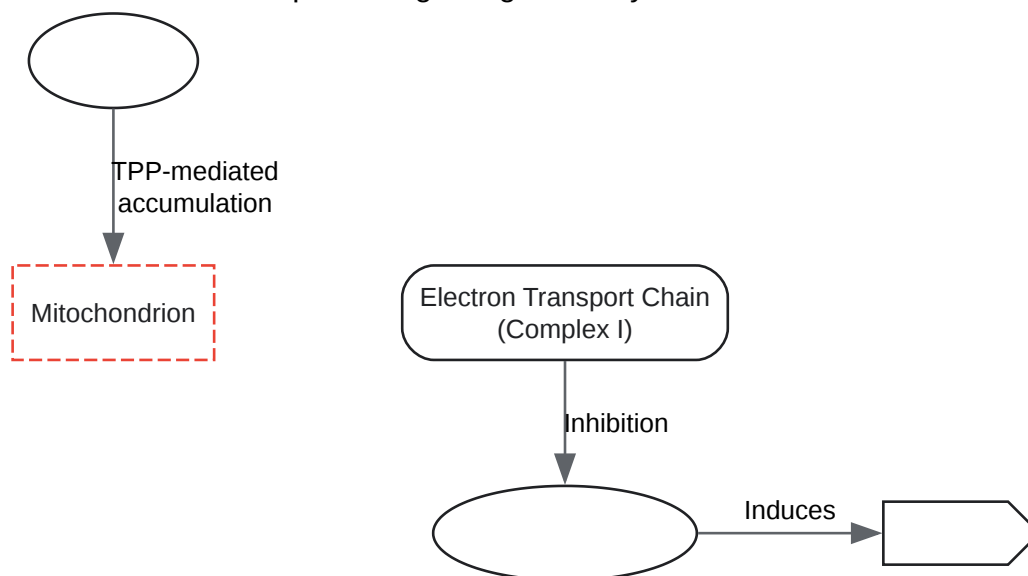 TPP-mediated
accumulation
Mitochondrion
Electron Transport Chain
(Complex I)
Inhibition
Induces